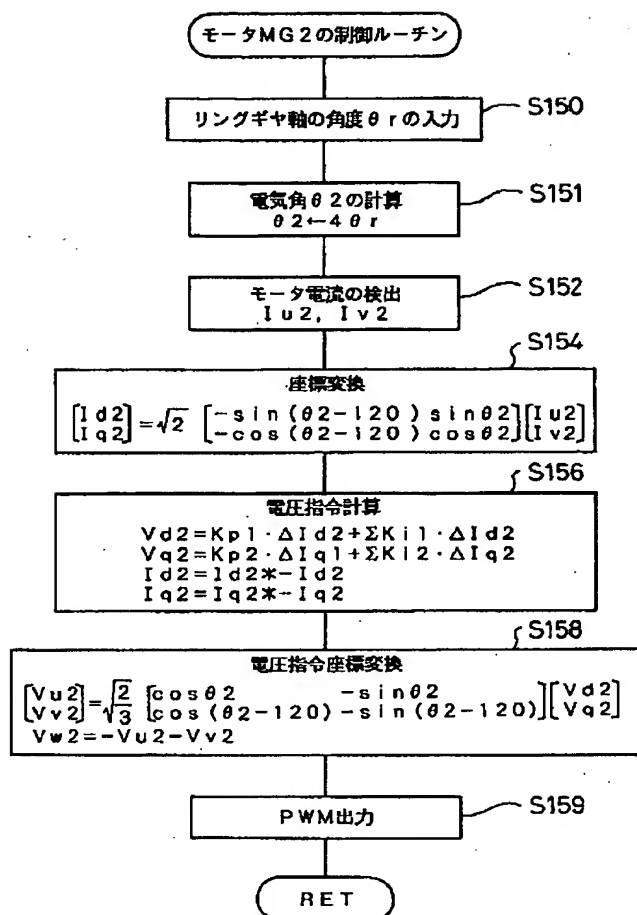 モータMG2の制御ルーチン
S150
リングギヤ軸の角度θrの入力
S151
電気角θ2の計算
θ2←4θr
S152
モータ電流の検出
Iu2, Iv2
S154
座標変換
[Id2]=√2 [-sin(θ2-120) sinθ2][Iu2]
[Iq2] [-cos(θ2-120) cosθ2][Iv2]
S156
電圧指令計算
Vd2=Kp1・ΔId2+ΣKi1・ΔId2
Vq2=Kp2・ΔIq1+ΣKi2・ΔIq2
Id2=Id2*-Id2
Iq2=Iq2*-Iq2
S158
電圧指令座標変換
[Vu2]=√2/3 [cosθ2 -sinθ2][Vd2]
[Vv2] [cos(θ2-120) -sin(θ2-120)][Vq2]
Vw2=-Vu2-Vv2
S159
PWM出力
RET